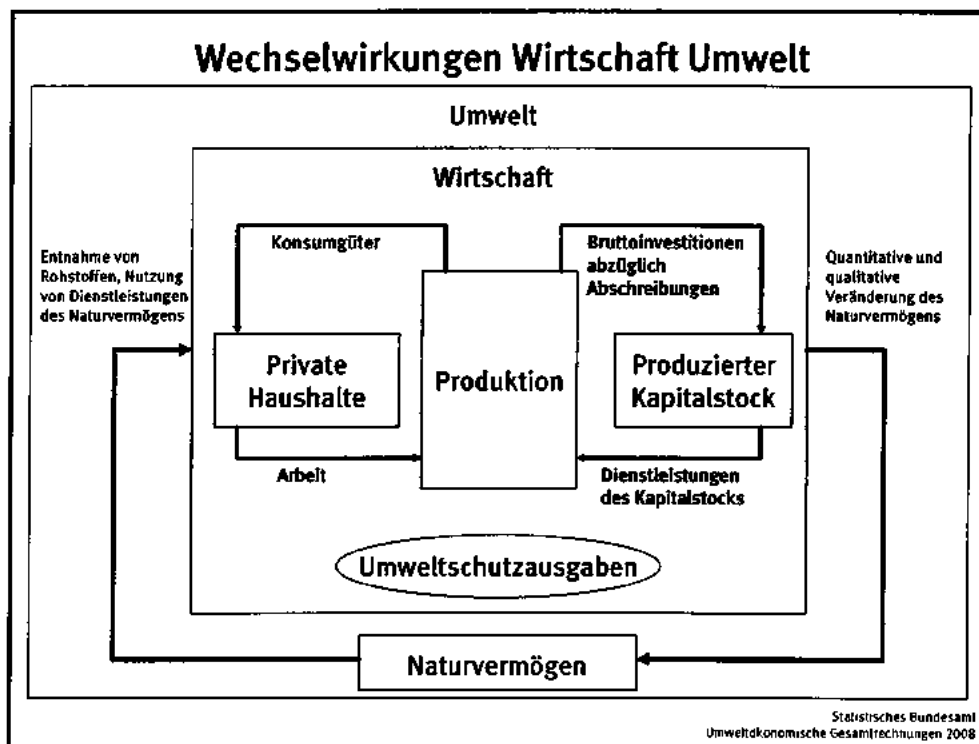 Wechselwirkungen Wirtschaft Umwelt
Umwelt
Wirtschaft
Entnahme von
Rohstoffen, Nutzung
von Dienstleistungen
des Naturvermögens
Konsumgüter
Bruttoinvestitionen
abzüglich
Abschreibungen
Quantitative und
qualitative
Veränderung des
Naturvermögens
Private
Haushalte
Produktion
Produzierter
Kapitalstock
Arbeit
Dienstleistungen
des Kapitalstocks
Umweltschutzausgaben
Naturvermögen
Statistisches Bundesamt
Umweltökonomische Gesamtrechnungen 2008